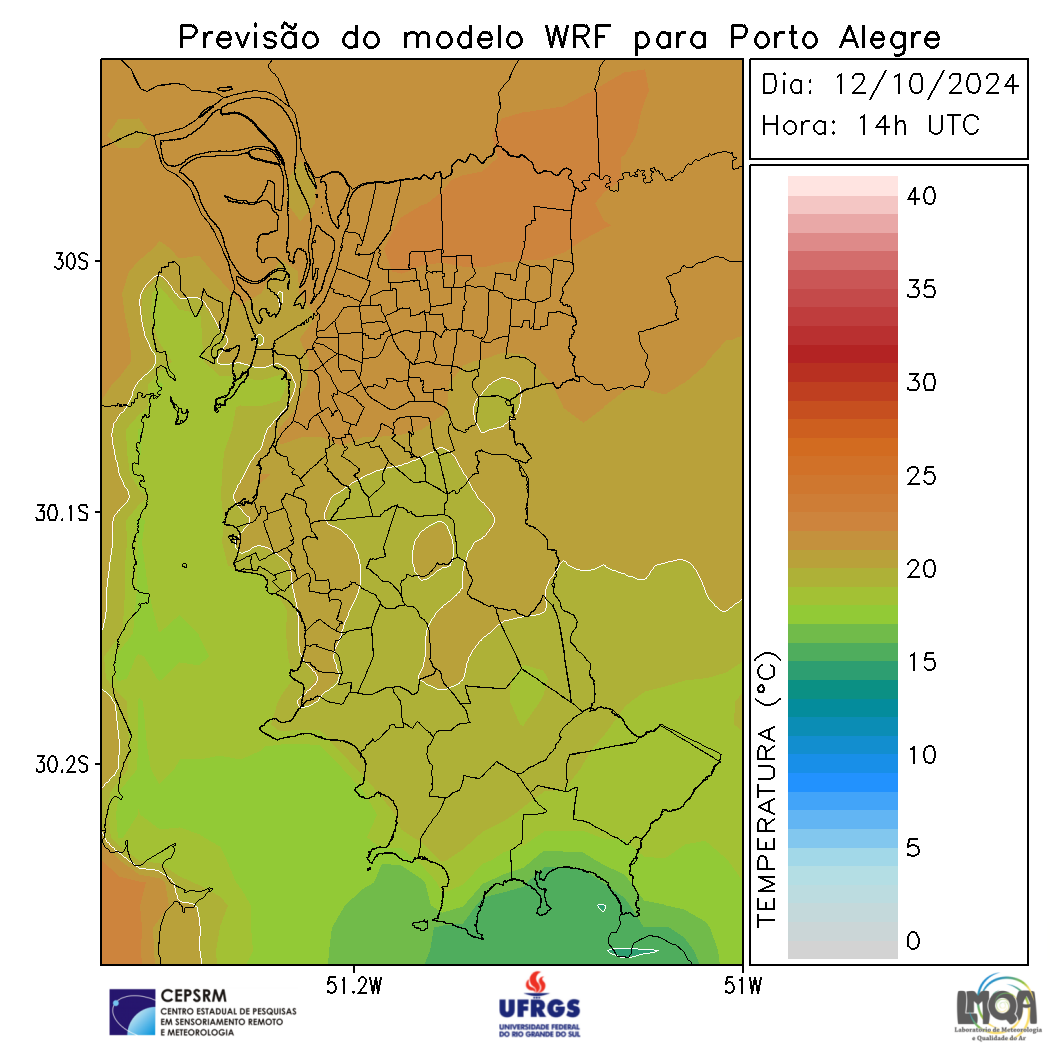 Previsão do modelo WRF para Porto Alegre
Dia: 12/10/2024
Hora: 14h UTC
40
35
30
25
20
15
10
5
0
TEMPERATURA (°C)
30S
30.1S
30.2S
51.2W
51W
CEPSRM
CENTRO ESTADUAL DE PESQUISAS
EM SENSORIAMENTO REMOTO
E METEOROLOGIA
UFRGS
UNIVERSIDADE FEDERAL
DO RIO GRANDE DO SUL
LMQA
Laboratório de Meteorologia
e Qualidade do Ar